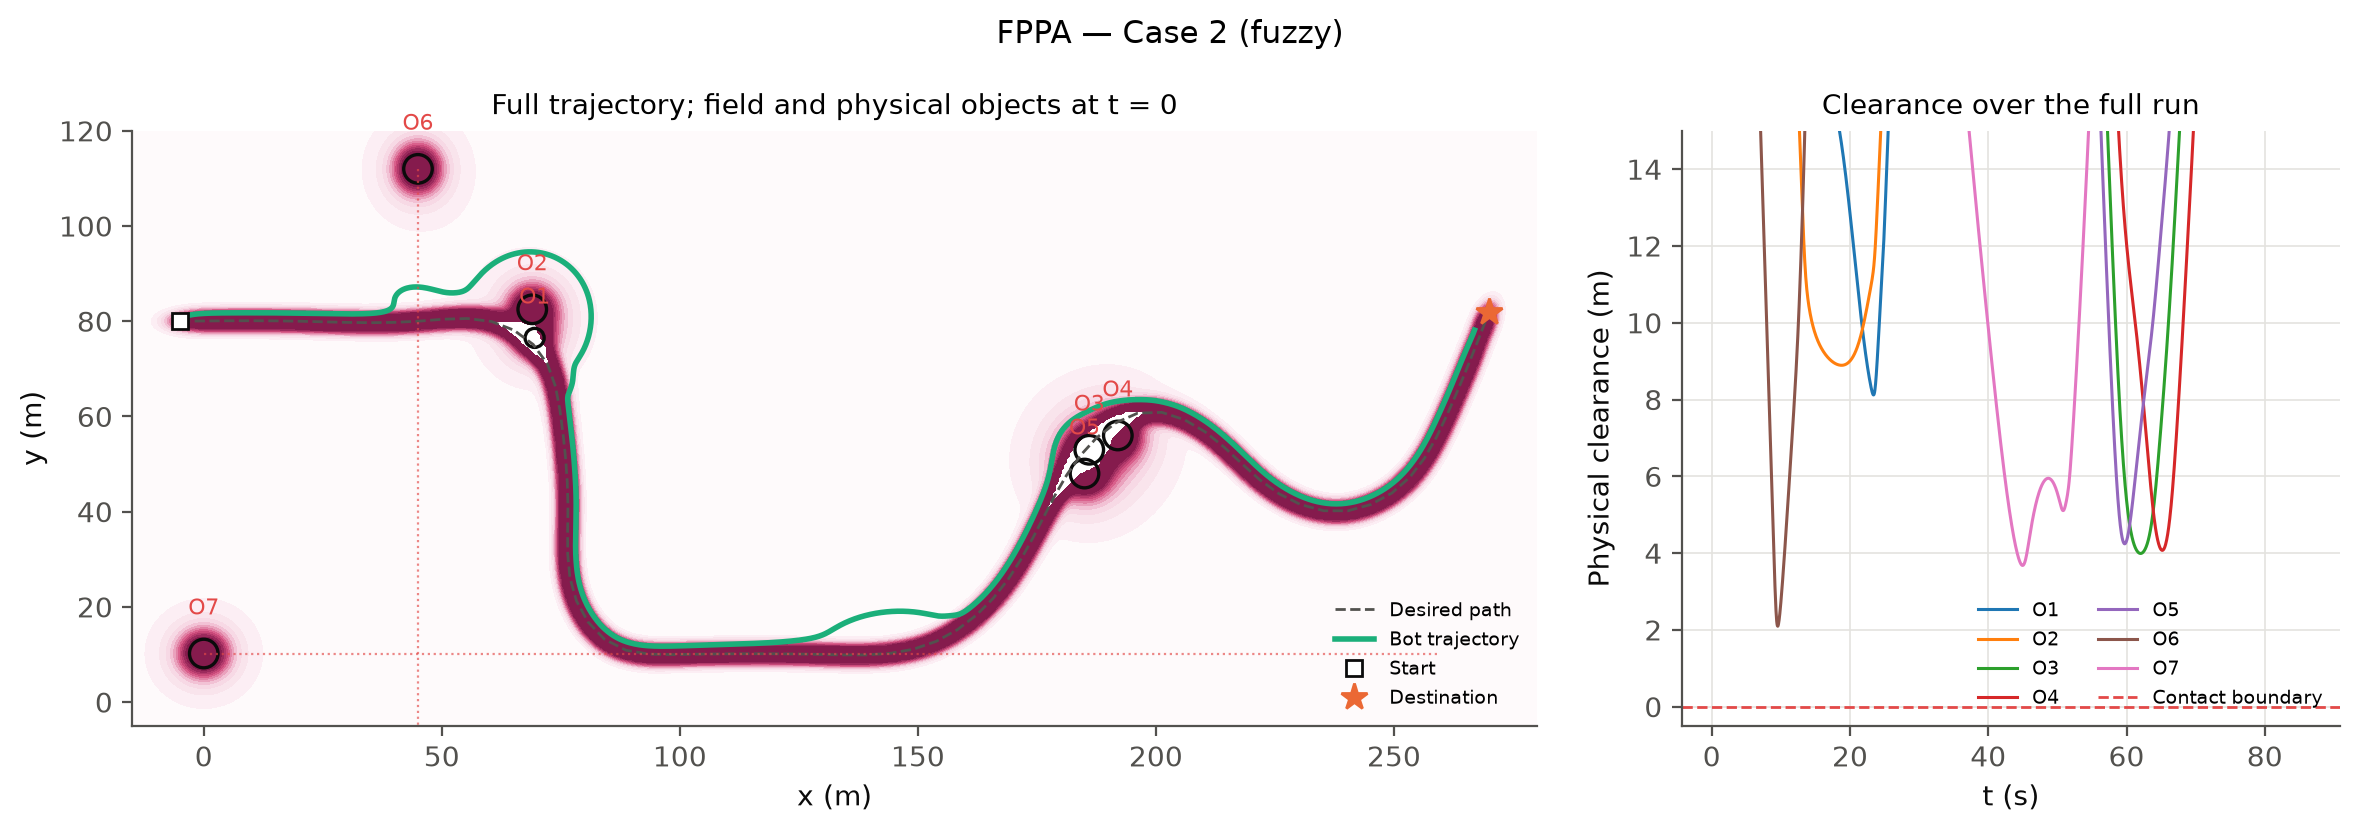 FPPA — Case 2 (fuzzy)
Full trajectory; field and physical objects at t = 0
y (m)
120
100
80
60
40
20
0
0
50
100
150
200
250
x (m)
O6
O2
O1
O4
O3
O5
O7
Desired path
Bot trajectory
Start
Destination
Clearance over the full run
Physical clearance (m)
14
12
10
8
6
4
2
0
0
20
40
60
80
t (s)
O1
O2
O3
O4
O5
O6
O7
Contact boundary